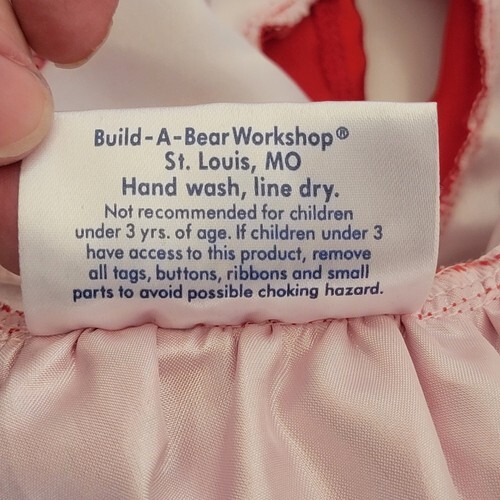 Build-A-Bear Workshop®
St. Louis, MO
Hand wash, line dry.
Not recommended for children
under 3 yrs. of age. If children under 3
have access to this product, remove
all tags, buttons, ribbons and small
parts to avoid possible choking hazard.